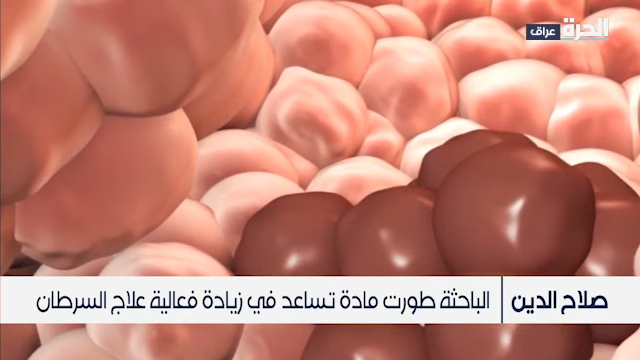 الحرة عراق
صلاح الدين
الباحثة طورت مادة تساعد في زيادة فعالية علاج السرطان